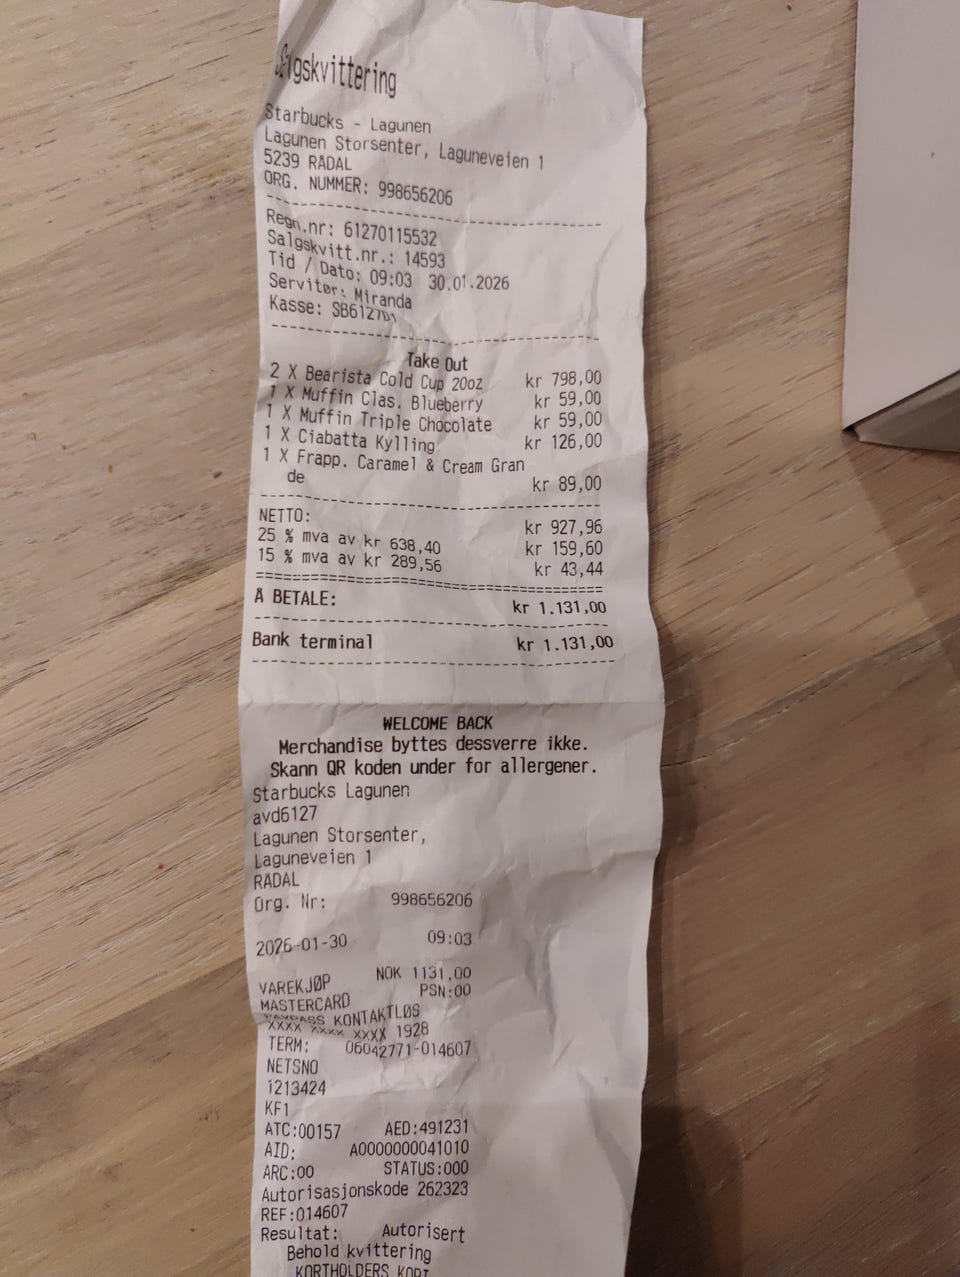 Salgskvittering
Starbucks - Lagunen
Lagunen Storsenter, Laguneveien 1
5239 RÅDAL
ORG. NUMMER: 998656206
Regn.nr: 61270115532
Salgskvitt.nr.: 14593
Tid / Dato: 09:03 30.01.2026
Servitør: Miranda
Kasse:
Take Out
2 X Bearista Cold Cup 20oz kr 798,00
1 X Muffin Clas. Blueberry kr 59,00
1 X Muffin Triple Chocolate kr 59,00
1 X Ciabatta Kylling kr 126,00
1 X Frapp. Caramel & Cream Gran
de kr 89,00
NETTO: kr 927,96
25 % mva av kr 638,40 kr 159,60
15 % mva av kr 289,56 kr 43,44
Å BETALE: kr 1.131,00
Bank terminal kr 1.131,00
WELCOME BACK
Merchandise byttes dessverre ikke.
Skann QR koden under for allergener.
Starbucks Lagunen
avd6127
Lagunen Storsenter,
Laguneveien 1
RÅDAL
Org. Nr: 998656206
2026-01-30 09:03
VAREKJØP NOK 1131,00
MASTERCARD PSN:00
KONTAKTLØS
XXXX XXXX XXXX 1928
TERM: 06042771-014607
NETSNO
1213424
KF1
ATC:00157 AED:491231
AID: A0000000041010
ARC:00 STATUS:000
Autorisasjonskode 262323
REF:014607
Resultat: Autorisert
Behold kvittering
KORTHOLDERS KOPI